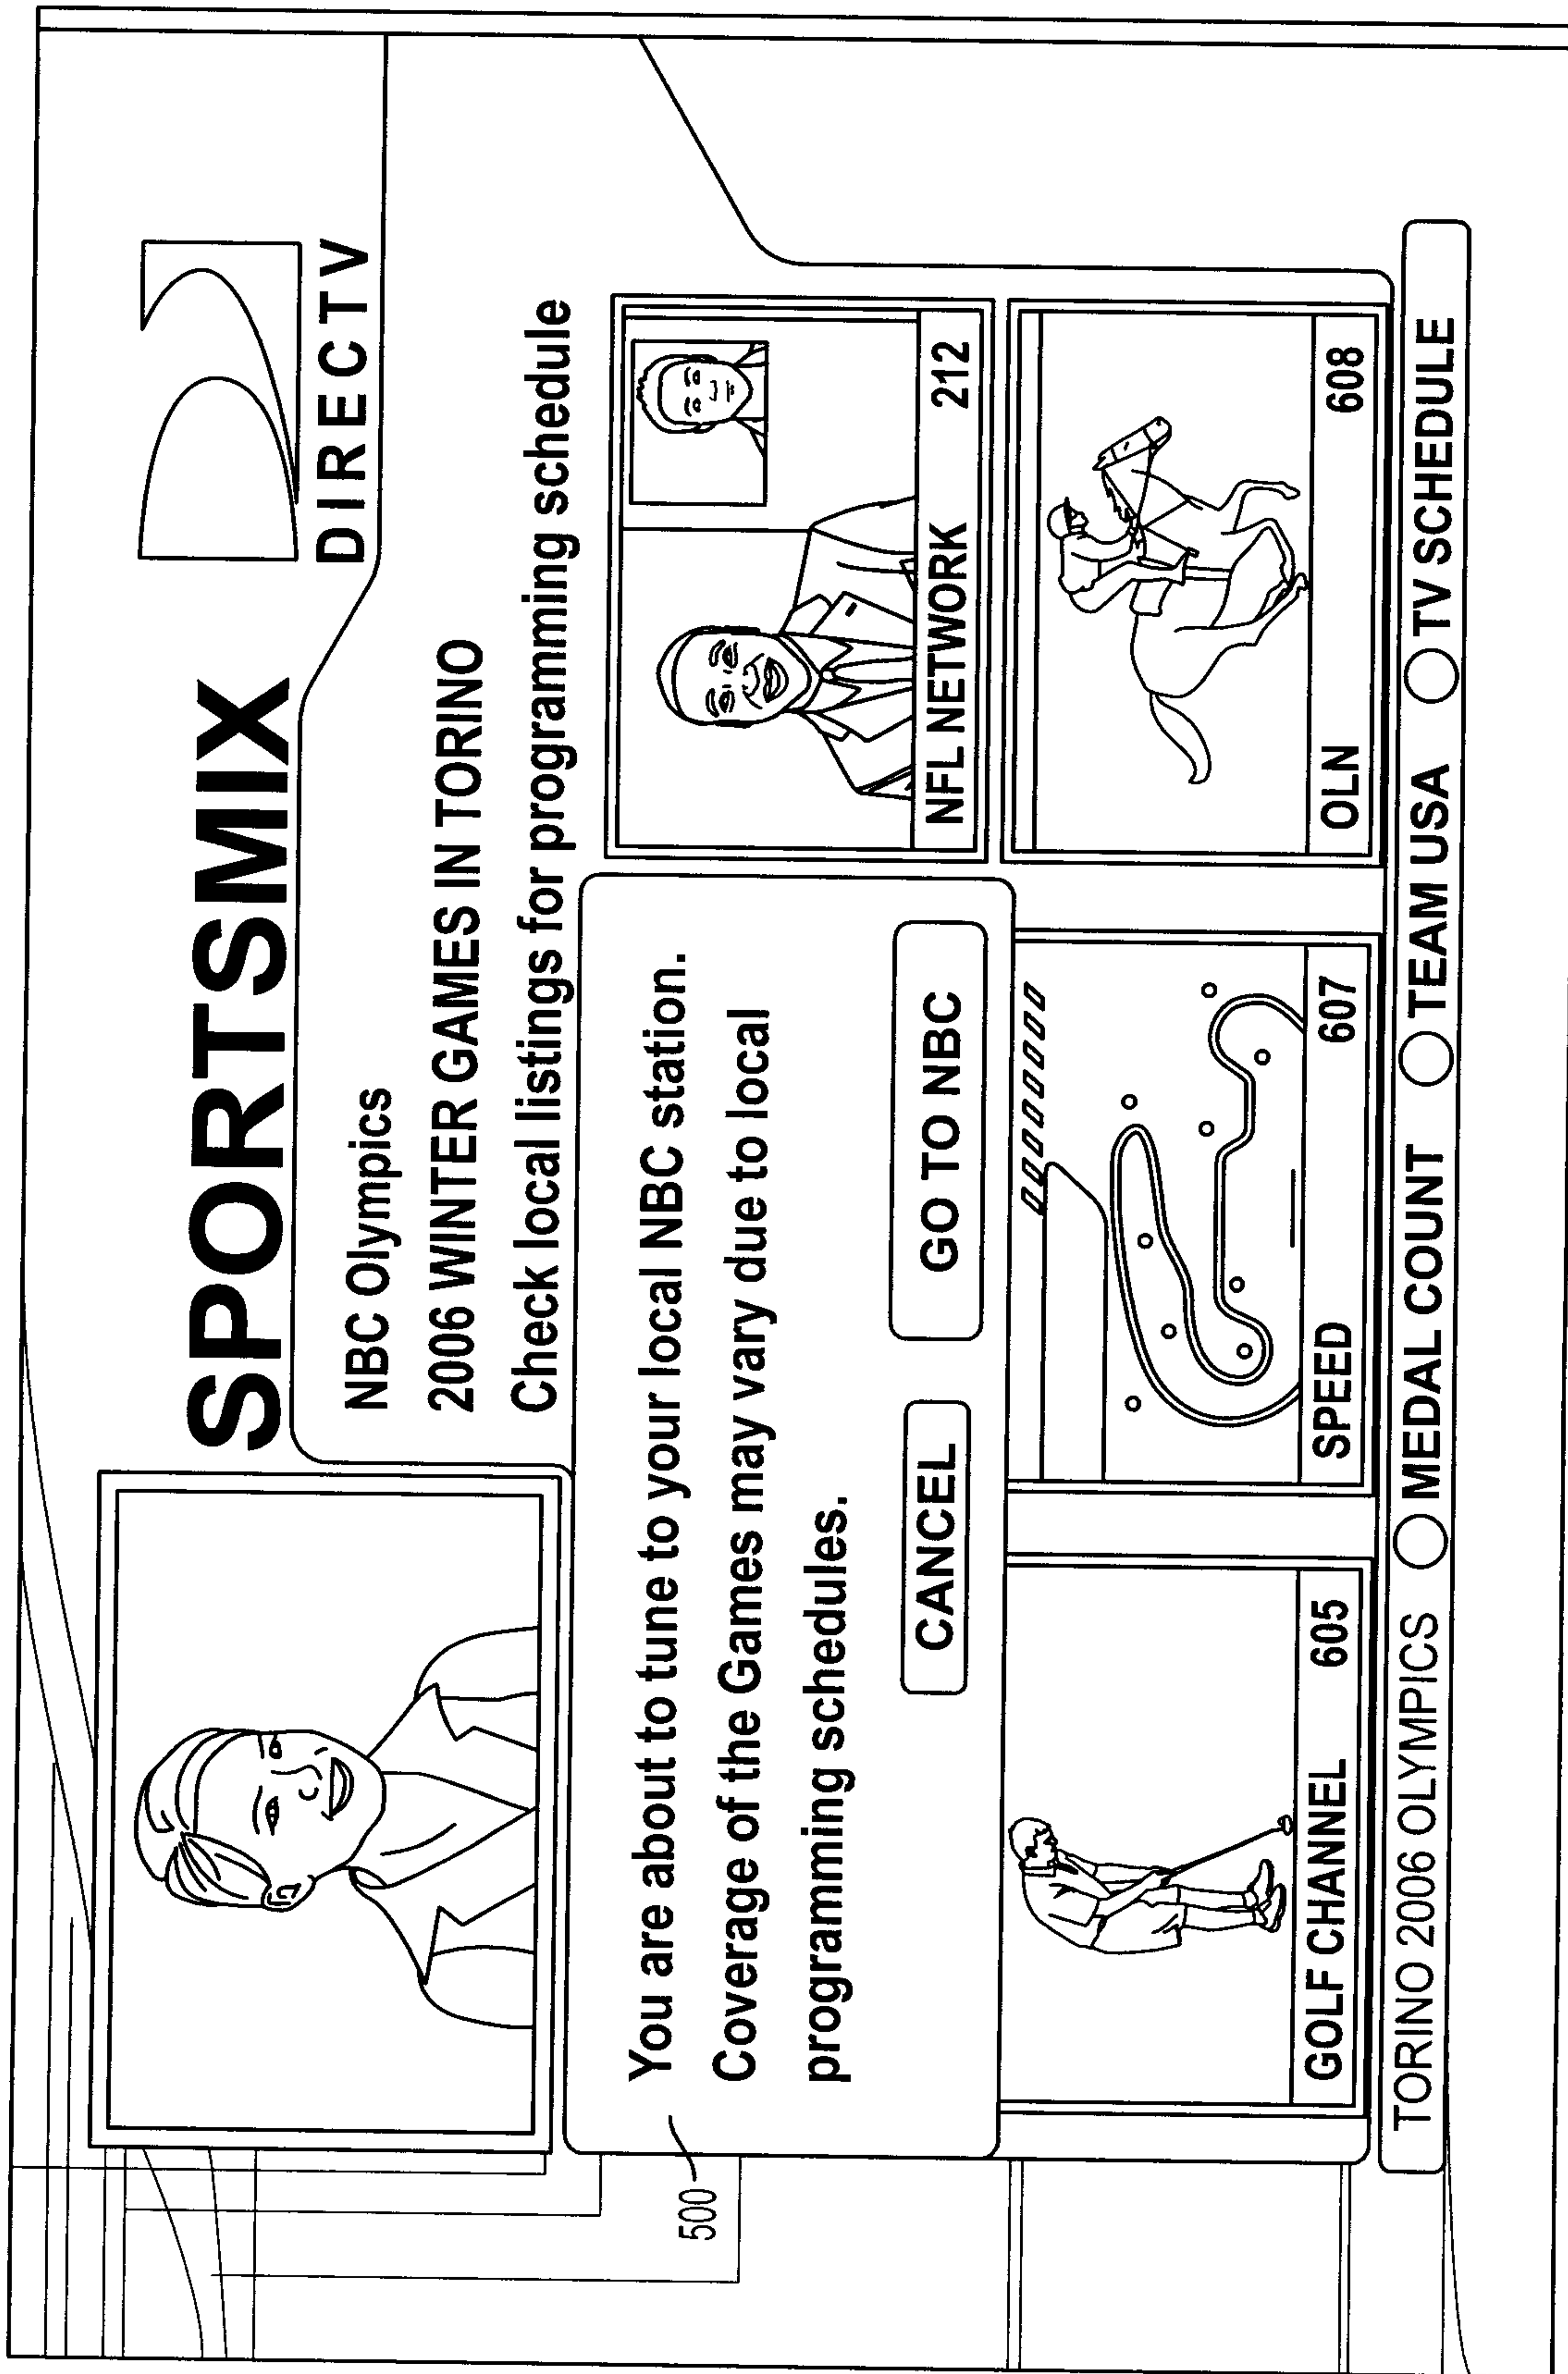 SPORTSMIX
DIRECTV
NBC Olympics
2006 WINTER GAMES IN TORINO
Check local listings for programming schedule
500
You are about to tune to your local NBC station.
Coverage of the Games may vary due to local
programming schedules.
CANCEL GO TO NBC
NFL NETWORK 212
GOLF CHANNEL 605
SPEED 607
OLN 608
TORINO 2006 OLYMPICS MEDAL COUNT TEAM USA TV SCHEDULE